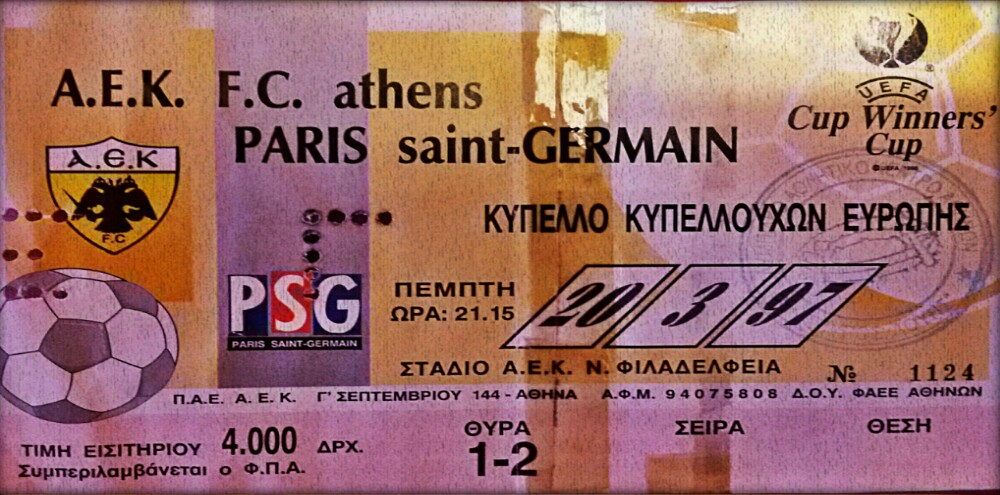 A.E.K. F.C. athens
PARIS saint-GERMAIN
UEFA
Cup Winners'
Cup
Α.Ε.Κ
F.C
ΚΥΠΕΛΛΟ ΚΥΠΕΛΛΟΥΧΩΝ ΕΥΡΩΠΗΣ
PSG
PARIS SAINT-GERMAIN
ΠΕΜΠΤΗ
ΩΡΑ: 21.15
20 3 97
ΣΤΑΔΙΟ Α.Ε.Κ. Ν. ΦΙΛΑΔΕΛΦΕΙΑ
№ 1124
Π.Α.Ε. Α.Ε.Κ. Γ' ΣΕΠΤΕΜΒΡΙΟΥ 144 - ΑΘΗΝΑ Α.Φ.Μ. 94075808 Δ.Ο.Υ. ΦΑΕΕ ΑΘΗΝΩΝ
ΤΙΜΗ ΕΙΣΙΤΗΡΙΟΥ 4.000 ΔΡΧ.
Συμπεριλαμβάνεται ο Φ.Π.Α.
ΘΥΡΑ
1-2
ΣΕΙΡΑ
ΘΕΣΗ